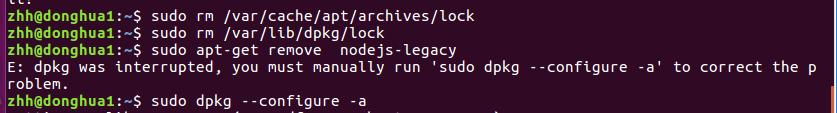 zhh@donghua1:~$ sudo rm /var/cache/apt/archives/lock
zhh@donghua1:~$ sudo rm /var/lib/dpkg/lock
zhh@donghua1:~$ sudo apt-get remove  nodejs-legacy
E: dpkg was interrupted, you must manually run 'sudo dpkg --configure -a' to correct the p
roblem.
zhh@donghua1:~$ sudo dpkg --configure -a